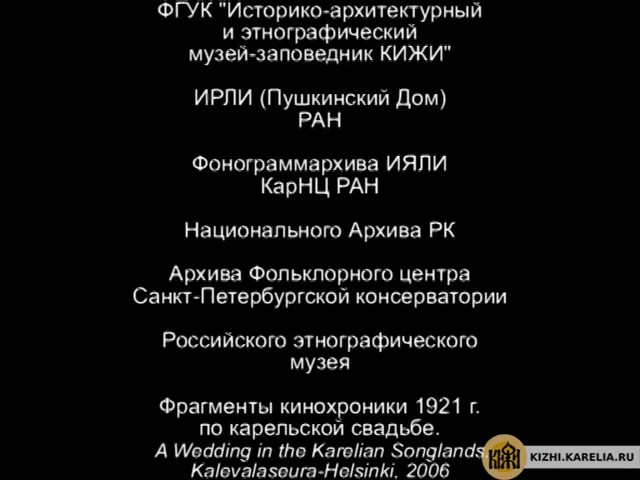 ФГУК "Историко-архитектурный
и этнографический
музей-заповедник КИЖИ"
ИРЛИ (Пушкинский Дом)
РАН
Фонограммархива ИЯЛИ
КарНЦ РАН
Национального Архива РК
Архива Фольклорного центра
Санкт-Петербургской консерватории
Российского этнографического
музея
Фрагменты кинохроники 1921 г.
по карельской свадьбе.
A Wedding in the Karelian Songlands.
Kalevalaseura-Helsinki, 2006
КИЖИ
KIZHI.KARELIA.RU